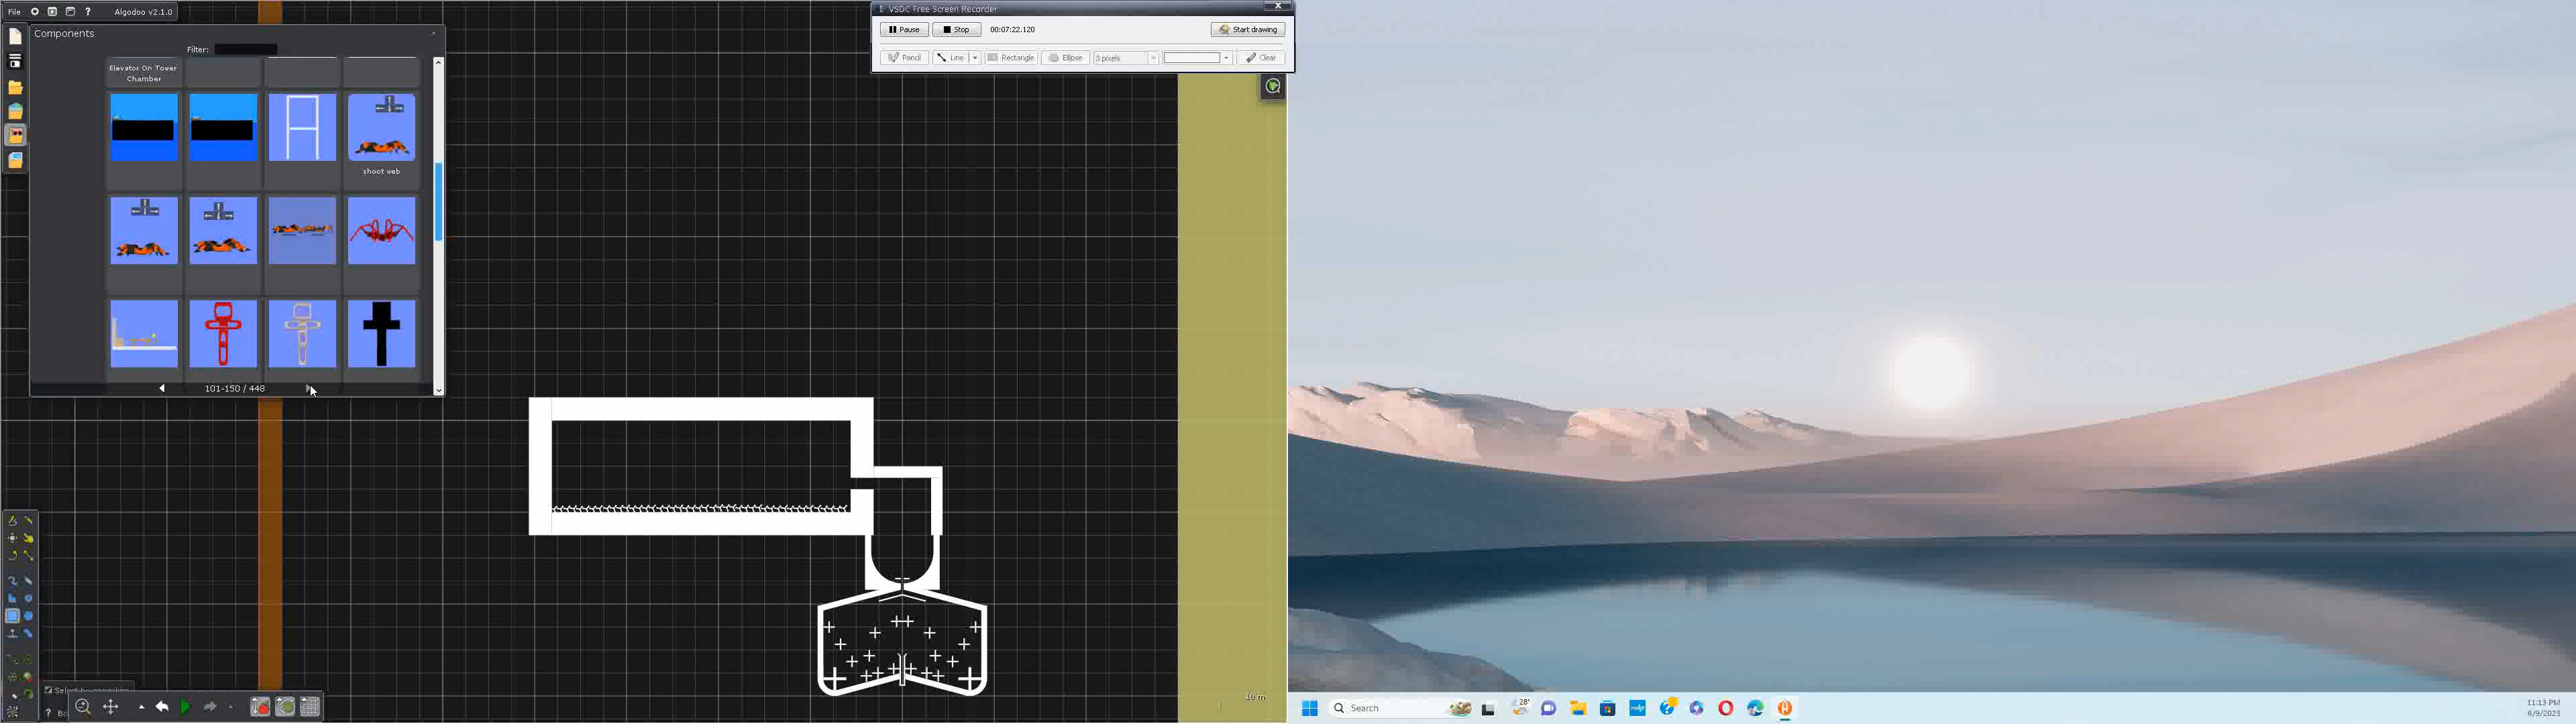 File
Algodoo v2.1.0
Components
Filter:
Elevator On Tower
Chamber
shoot web
101-150 / 448
VSDC Free Screen Recorder
Pause
Stop
00:07:22.120
Start drawing
Pencil
Line
Rectangle
Ellipse
3 pixels
Clear
10 m
Search
28°
11:13 PM
6/9/2023